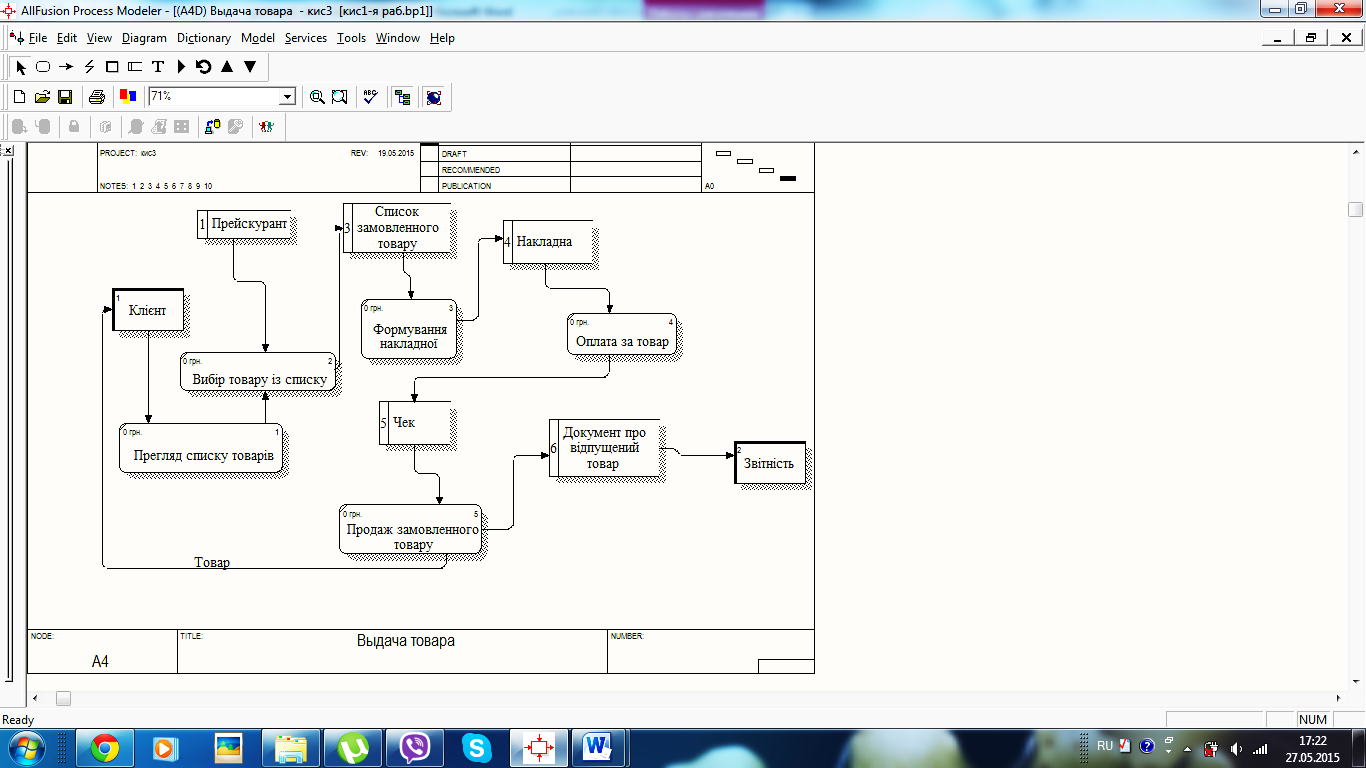 AllFusion Process Modeler - [(A4D) Выдача товара - кис3 [кис1-я раб.bp1]]
File Edit View Diagram Dictionary Model Services Tools Window Help
71%
PROJECT: кис3
REV: 19.05.2015
DRAFT
RECOMMENDED
NOTES: 1 2 3 4 5 6 7 8 9 10
PUBLICATION
A0
1 Прейскурант
3
Список
замовленного
товару
4 Накладна
1
Клієнт
0 грн. 3
Формування
накладної
0 грн. 4
Оплата за товар
0 грн. 2
Вибір товару із списку
5 Чек
0 грн. 1
Прегляд списку товарів
6
Документ про
відпущений
товар
2
Звітність
0 грн. 5
Продаж замовленного
товару
Товар
NODE:
A4
TITLE:
Выдача товара
NUMBER:
Ready
NUM
RU
17:22
27.05.2015